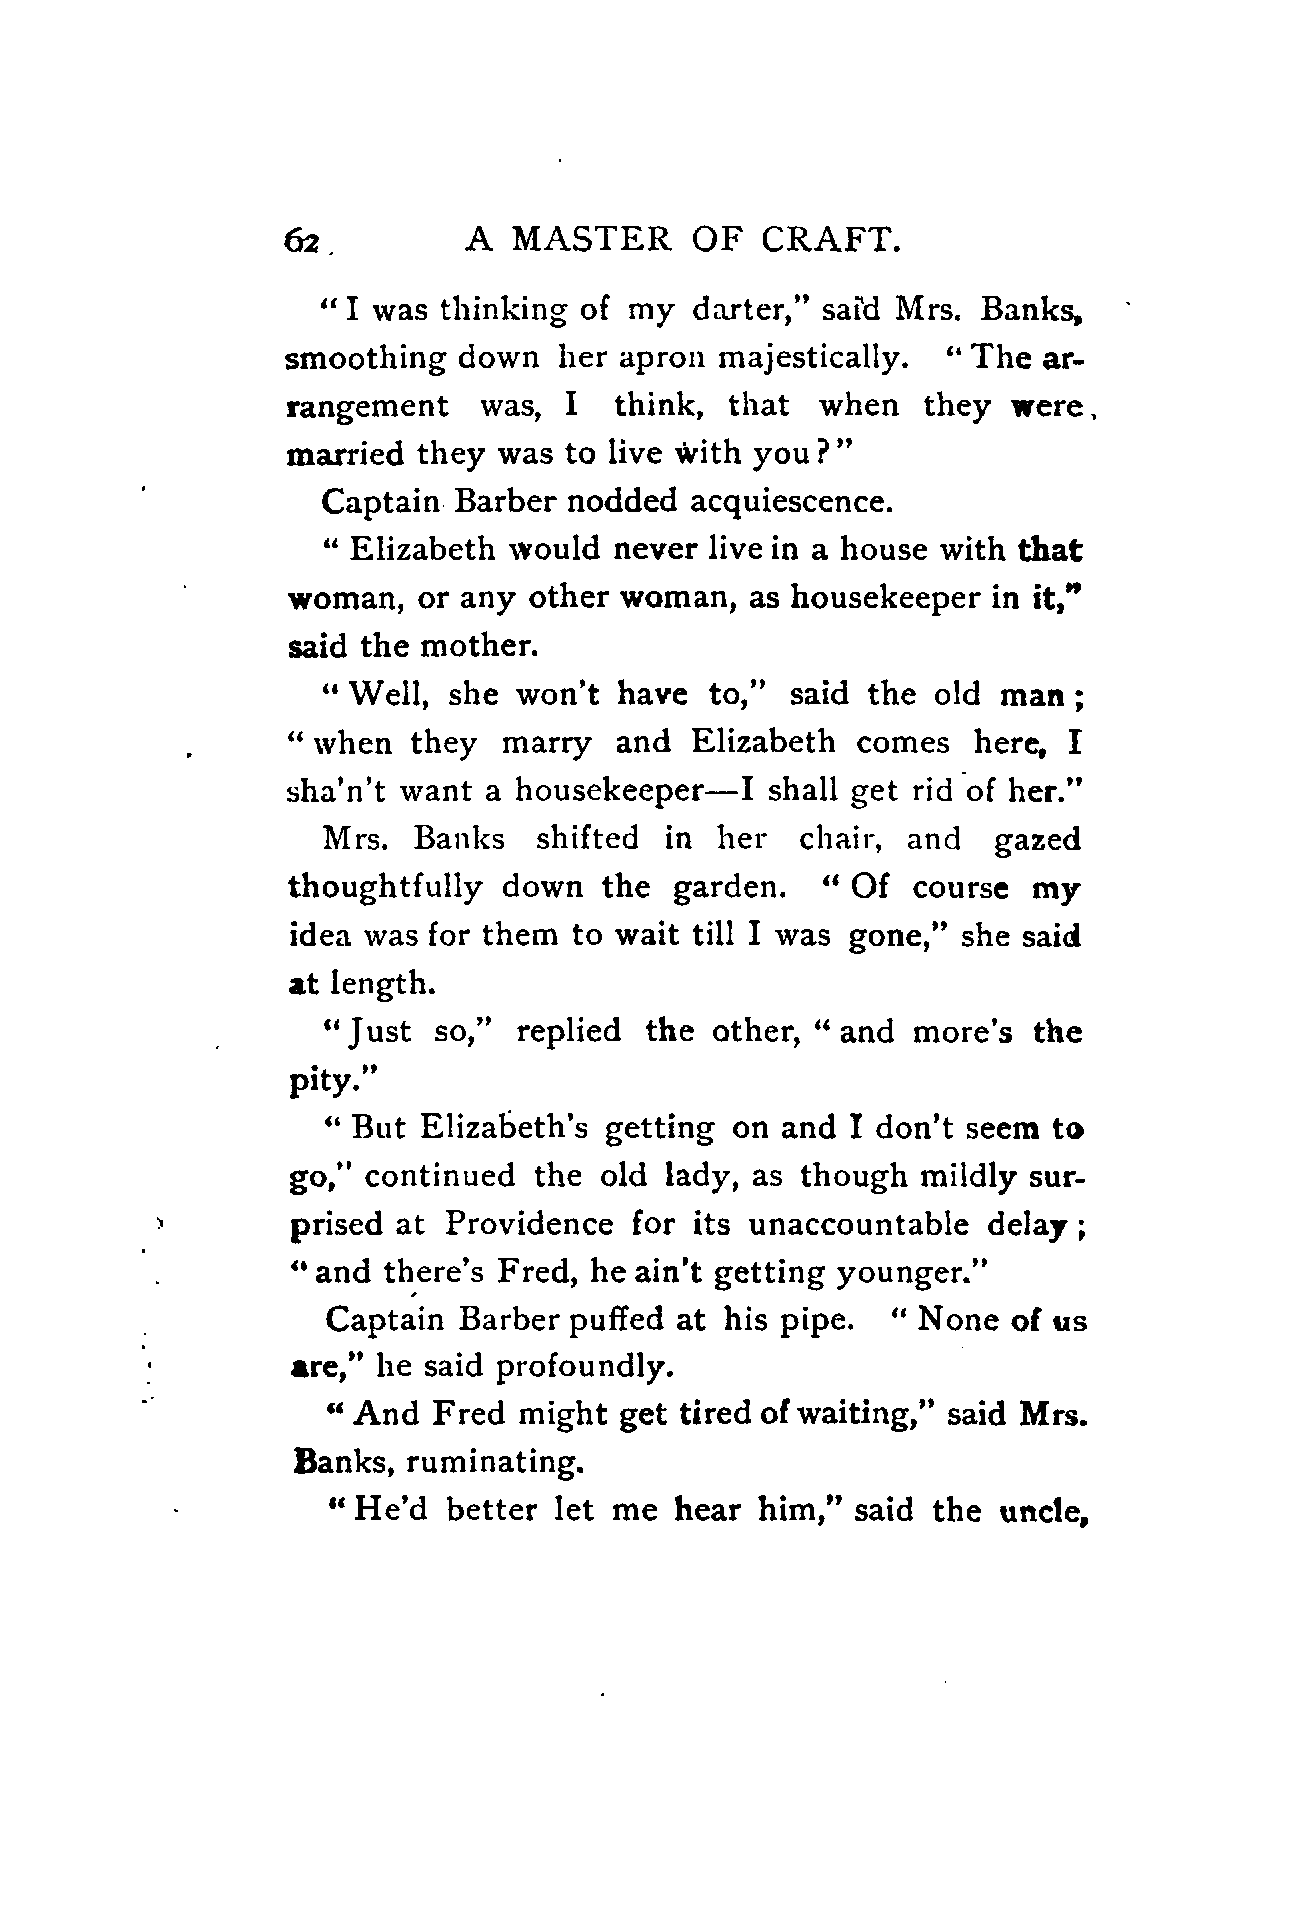 62 A MASTER OF CRAFT.
“I was thinking of my darter,” said Mrs. Banks,
smoothing down her apron majestically. “The ar-
rangement was, I think, that when they were
married they was to live with you?”
Captain Barber nodded acquiescence.
“Elizabeth would never live in a house with that
woman, or any other woman, as housekeeper in it,”
said the mother.
“Well, she won’t have to,” said the old man;
“when they marry and Elizabeth comes here, I
sha’n’t want a housekeeper—I shall get rid of her.”
Mrs. Banks shifted in her chair, and gazed
thoughtfully down the garden. “Of course my
idea was for them to wait till I was gone,” she said
at length.
“Just so,” replied the other, “and more’s the
pity.”
“But Elizabeth’s getting on and I don’t seem to
go,” continued the old lady, as though mildly sur-
prised at Providence for its unaccountable delay;
“and there’s Fred, he ain’t getting younger.”
Captain Barber puffed at his pipe. “None of us
are,” he said profoundly.
“And Fred might get tired of waiting,” said Mrs.
Banks, ruminating.
“He’d better let me hear him,” said the uncle,